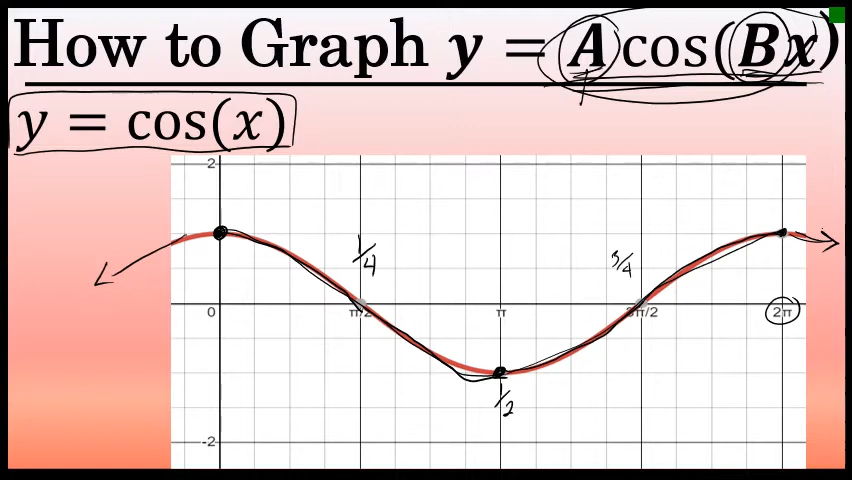 How to Graph y = A cos(Bx)
y = cos(x)
2
1/4
3/4
0 π/2 π 3π/2 2π
1/2
-2